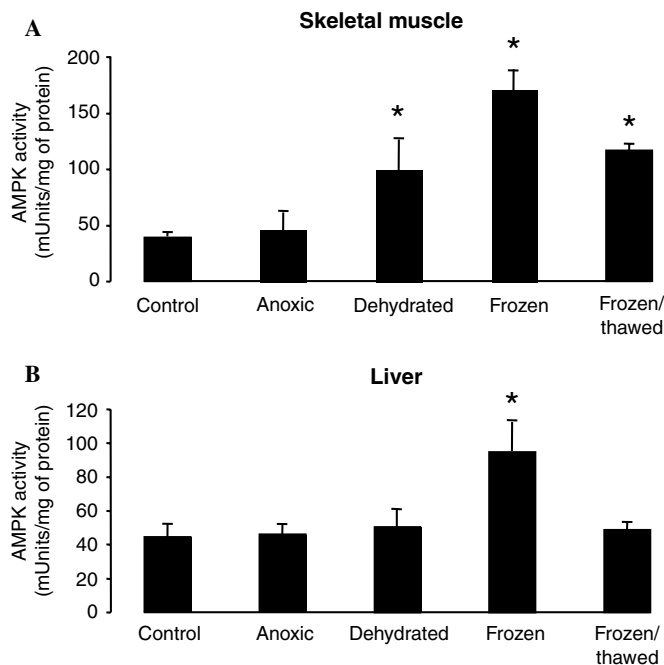 A
Skeletal muscle
AMPK activity
(mUnits/mg of protein)
200
150
100
50
0
*
*
*
Control
Anoxic
Dehydrated
Frozen
Frozen/
thawed
B
Liver
AMPK activity
(mUnits/mg of protein)
120
100
80
60
40
20
0
*
Control
Anoxic
Dehydrated
Frozen
Frozen/
thawed